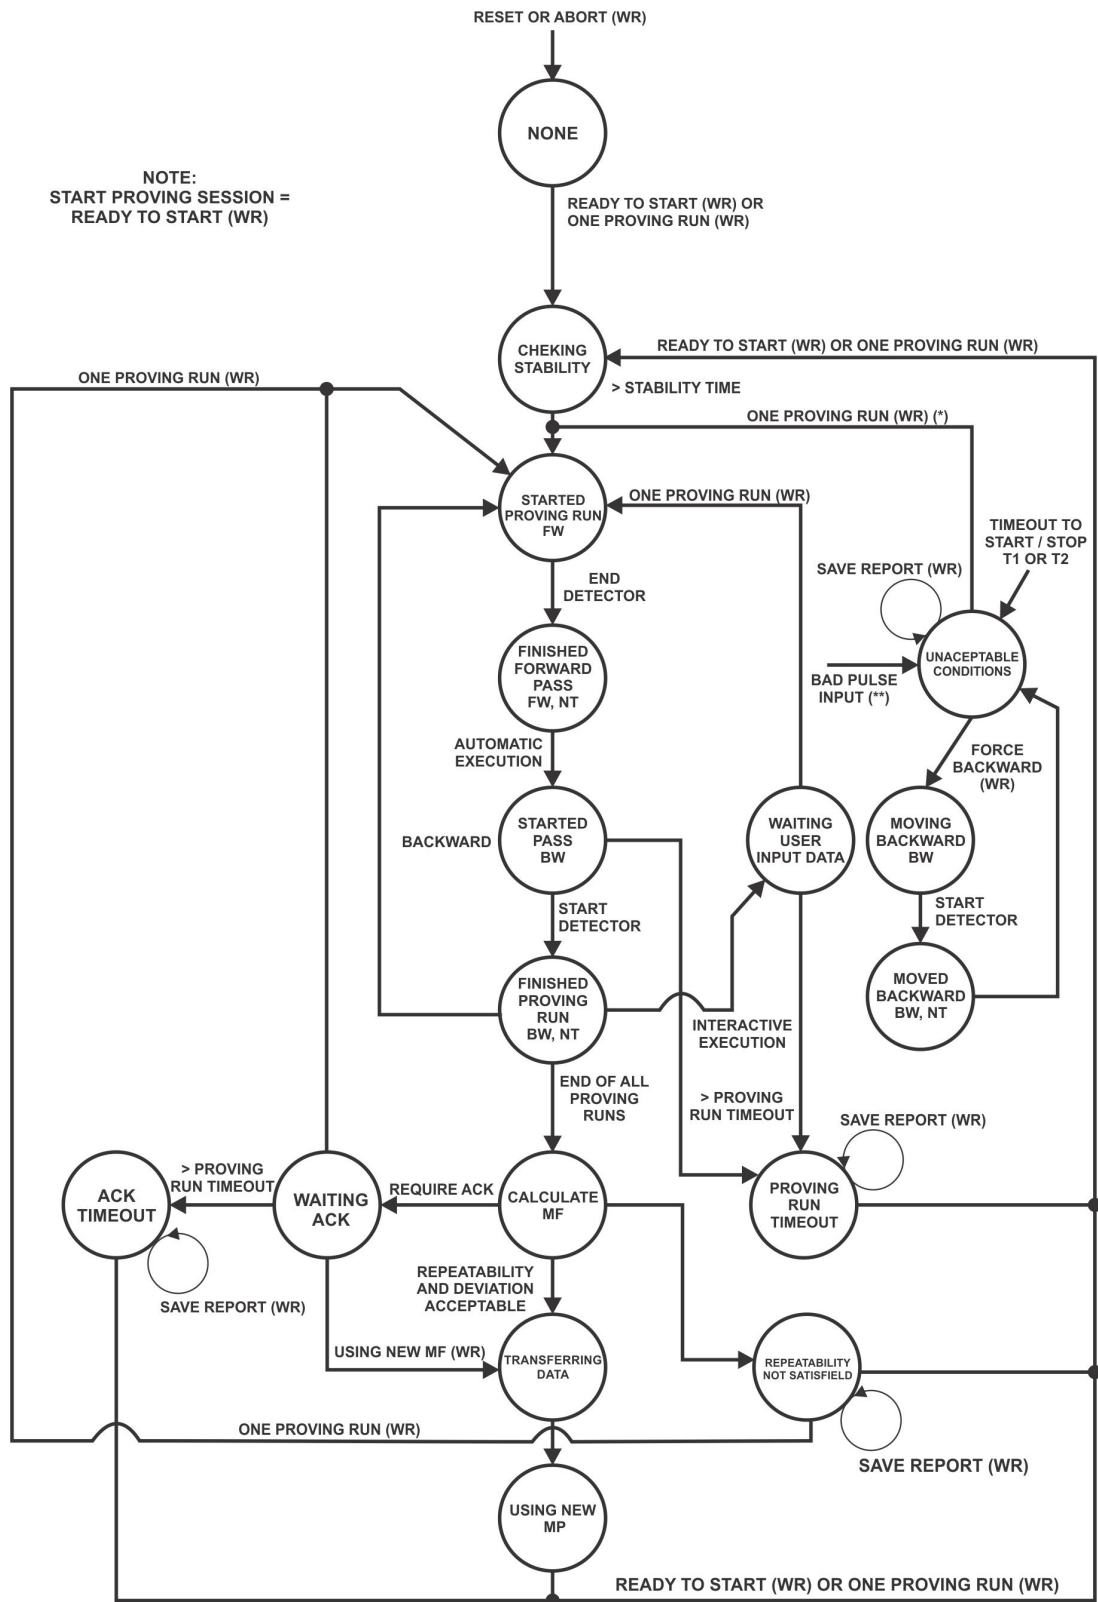 RESET OR ABORT (WR)
NONE
NOTE:
START PROVING SESSION =
READY TO START (WR)
READY TO START (WR) OR
ONE PROVING RUN (WR)
CHEKING
STABILITY
READY TO START (WR) OR ONE PROVING RUN (WR)
> STABILITY TIME
ONE PROVING RUN (WR)
ONE PROVING RUN (WR) (*)
STARTED
PROVING RUN
FW
ONE PROVING RUN (WR)
TIMEOUT TO
START / STOP
T1 OR T2
SAVE REPORT (WR)
END
DETECTOR
FINISHED
FORWARD
PASS
FW, NT
UNACEPTABLE
CONDITIONS
BAD PULSE
INPUT (**)
AUTOMATIC
EXECUTION
FORCE
BACKWARD
(WR)
BACKWARD
STARTED
PASS
BW
WAITING
USER
INPUT DATA
MOVING
BACKWARD
BW
START
DETECTOR
START
DETECTOR
FINISHED
PROVING
RUN
BW, NT
MOVED
BACKWARD
BW, NT
INTERACTIVE
EXECUTION
END OF ALL
PROVING
RUNS
> PROVING
RUN TIMEOUT
SAVE REPORT (WR)
ACK
TIMEOUT
> PROVING
RUN TIMEOUT
WAITING
ACK
REQUIRE ACK
CALCULATE
MF
PROVING
RUN
TIMEOUT
SAVE REPORT (WR)
REPEATABILITY
AND DEVIATION
ACCEPTABLE
USING NEW MF (WR)
TRANSFERRING
DATA
REPEATABILITY
NOT SATISFIELD
ONE PROVING RUN (WR)
SAVE REPORT (WR)
USING NEW
MP
READY TO START (WR) OR ONE PROVING RUN (WR)